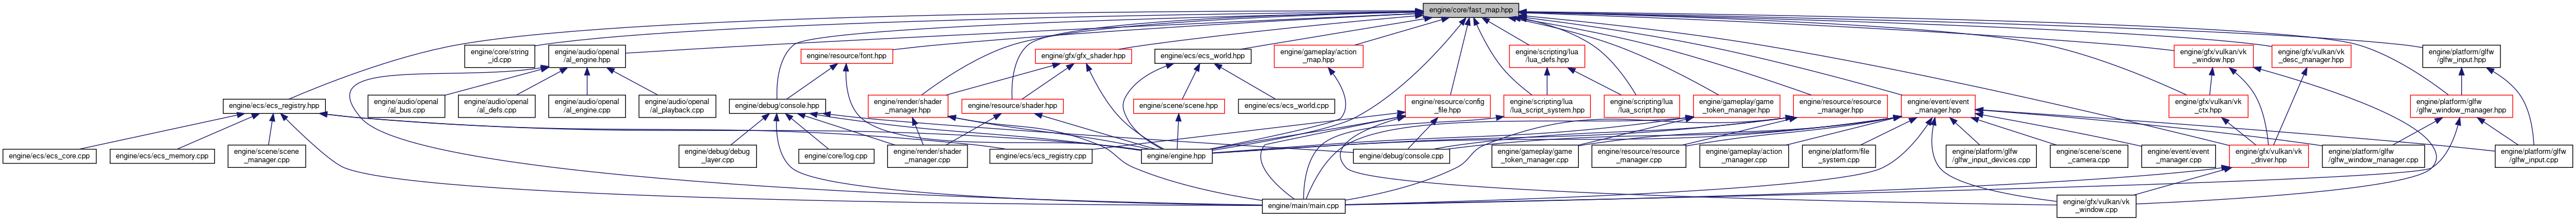 engine/core/fast_map.hpp
engine/core/string
_id.cpp
engine/audio/openal
/al_engine.hpp
engine/resource/font.hpp
engine/gfx/gfx_shader.hpp
engine/ecs/ecs_world.hpp
engine/gameplay/action
_map.hpp
engine/scripting/lua
/lua_defs.hpp
engine/gfx/vulkan/vk
_window.hpp
engine/gfx/vulkan/vk
_desc_manager.hpp
engine/platform/glfw
/glfw_input.hpp
engine/ecs/ecs_registry.hpp
engine/audio/openal
/al_bus.cpp
engine/audio/openal
/al_defs.cpp
engine/audio/openal
/al_engine.cpp
engine/audio/openal
/al_playback.cpp
engine/debug/console.hpp
engine/render/shader
_manager.hpp
engine/resource/shader.hpp
engine/scene/scene.hpp
engine/ecs/ecs_world.cpp
engine/resource/config
_file.hpp
engine/scripting/lua
/lua_script_system.hpp
engine/scripting/lua
/lua_script.hpp
engine/gameplay/game
_token_manager.hpp
engine/resource/resource
_manager.hpp
engine/event/event
_manager.hpp
engine/gfx/vulkan/vk
_ctx.hpp
engine/platform/glfw
/glfw_window_manager.hpp
engine/ecs/ecs_core.cpp
engine/ecs/ecs_memory.cpp
engine/scene/scene
_manager.cpp
engine/debug/debug
_layer.cpp
engine/core/log.cpp
engine/render/shader
_manager.cpp
engine/ecs/ecs_registry.cpp
engine/engine.hpp
engine/debug/console.cpp
engine/gameplay/game
_token_manager.cpp
engine/resource/resource
_manager.cpp
engine/gameplay/action
_manager.cpp
engine/platform/file
_system.cpp
engine/platform/glfw
/glfw_input_devices.cpp
engine/scene/scene
_camera.cpp
engine/event/event
_manager.cpp
engine/gfx/vulkan/vk
_driver.hpp
engine/platform/glfw
/glfw_window_manager.cpp
engine/platform/glfw
/glfw_input.cpp
engine/main/main.cpp
engine/gfx/vulkan/vk
_window.cpp